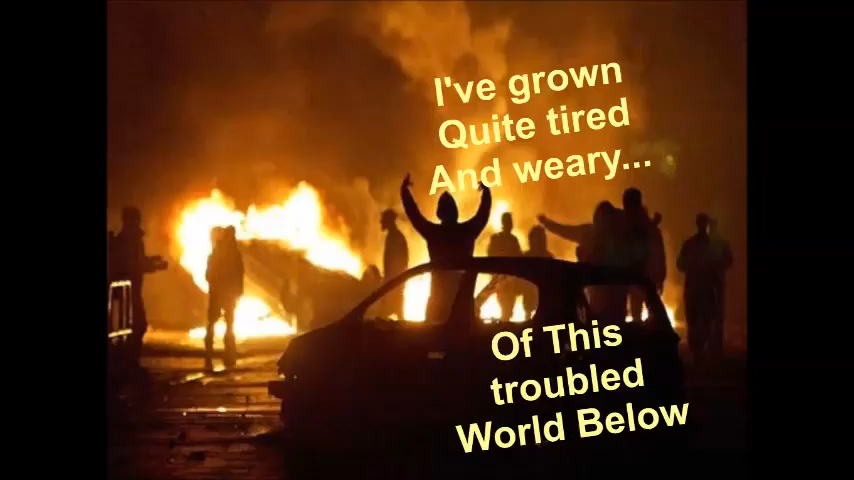 I've grown
Quite tired
And weary...
Of This
troubled
World Below